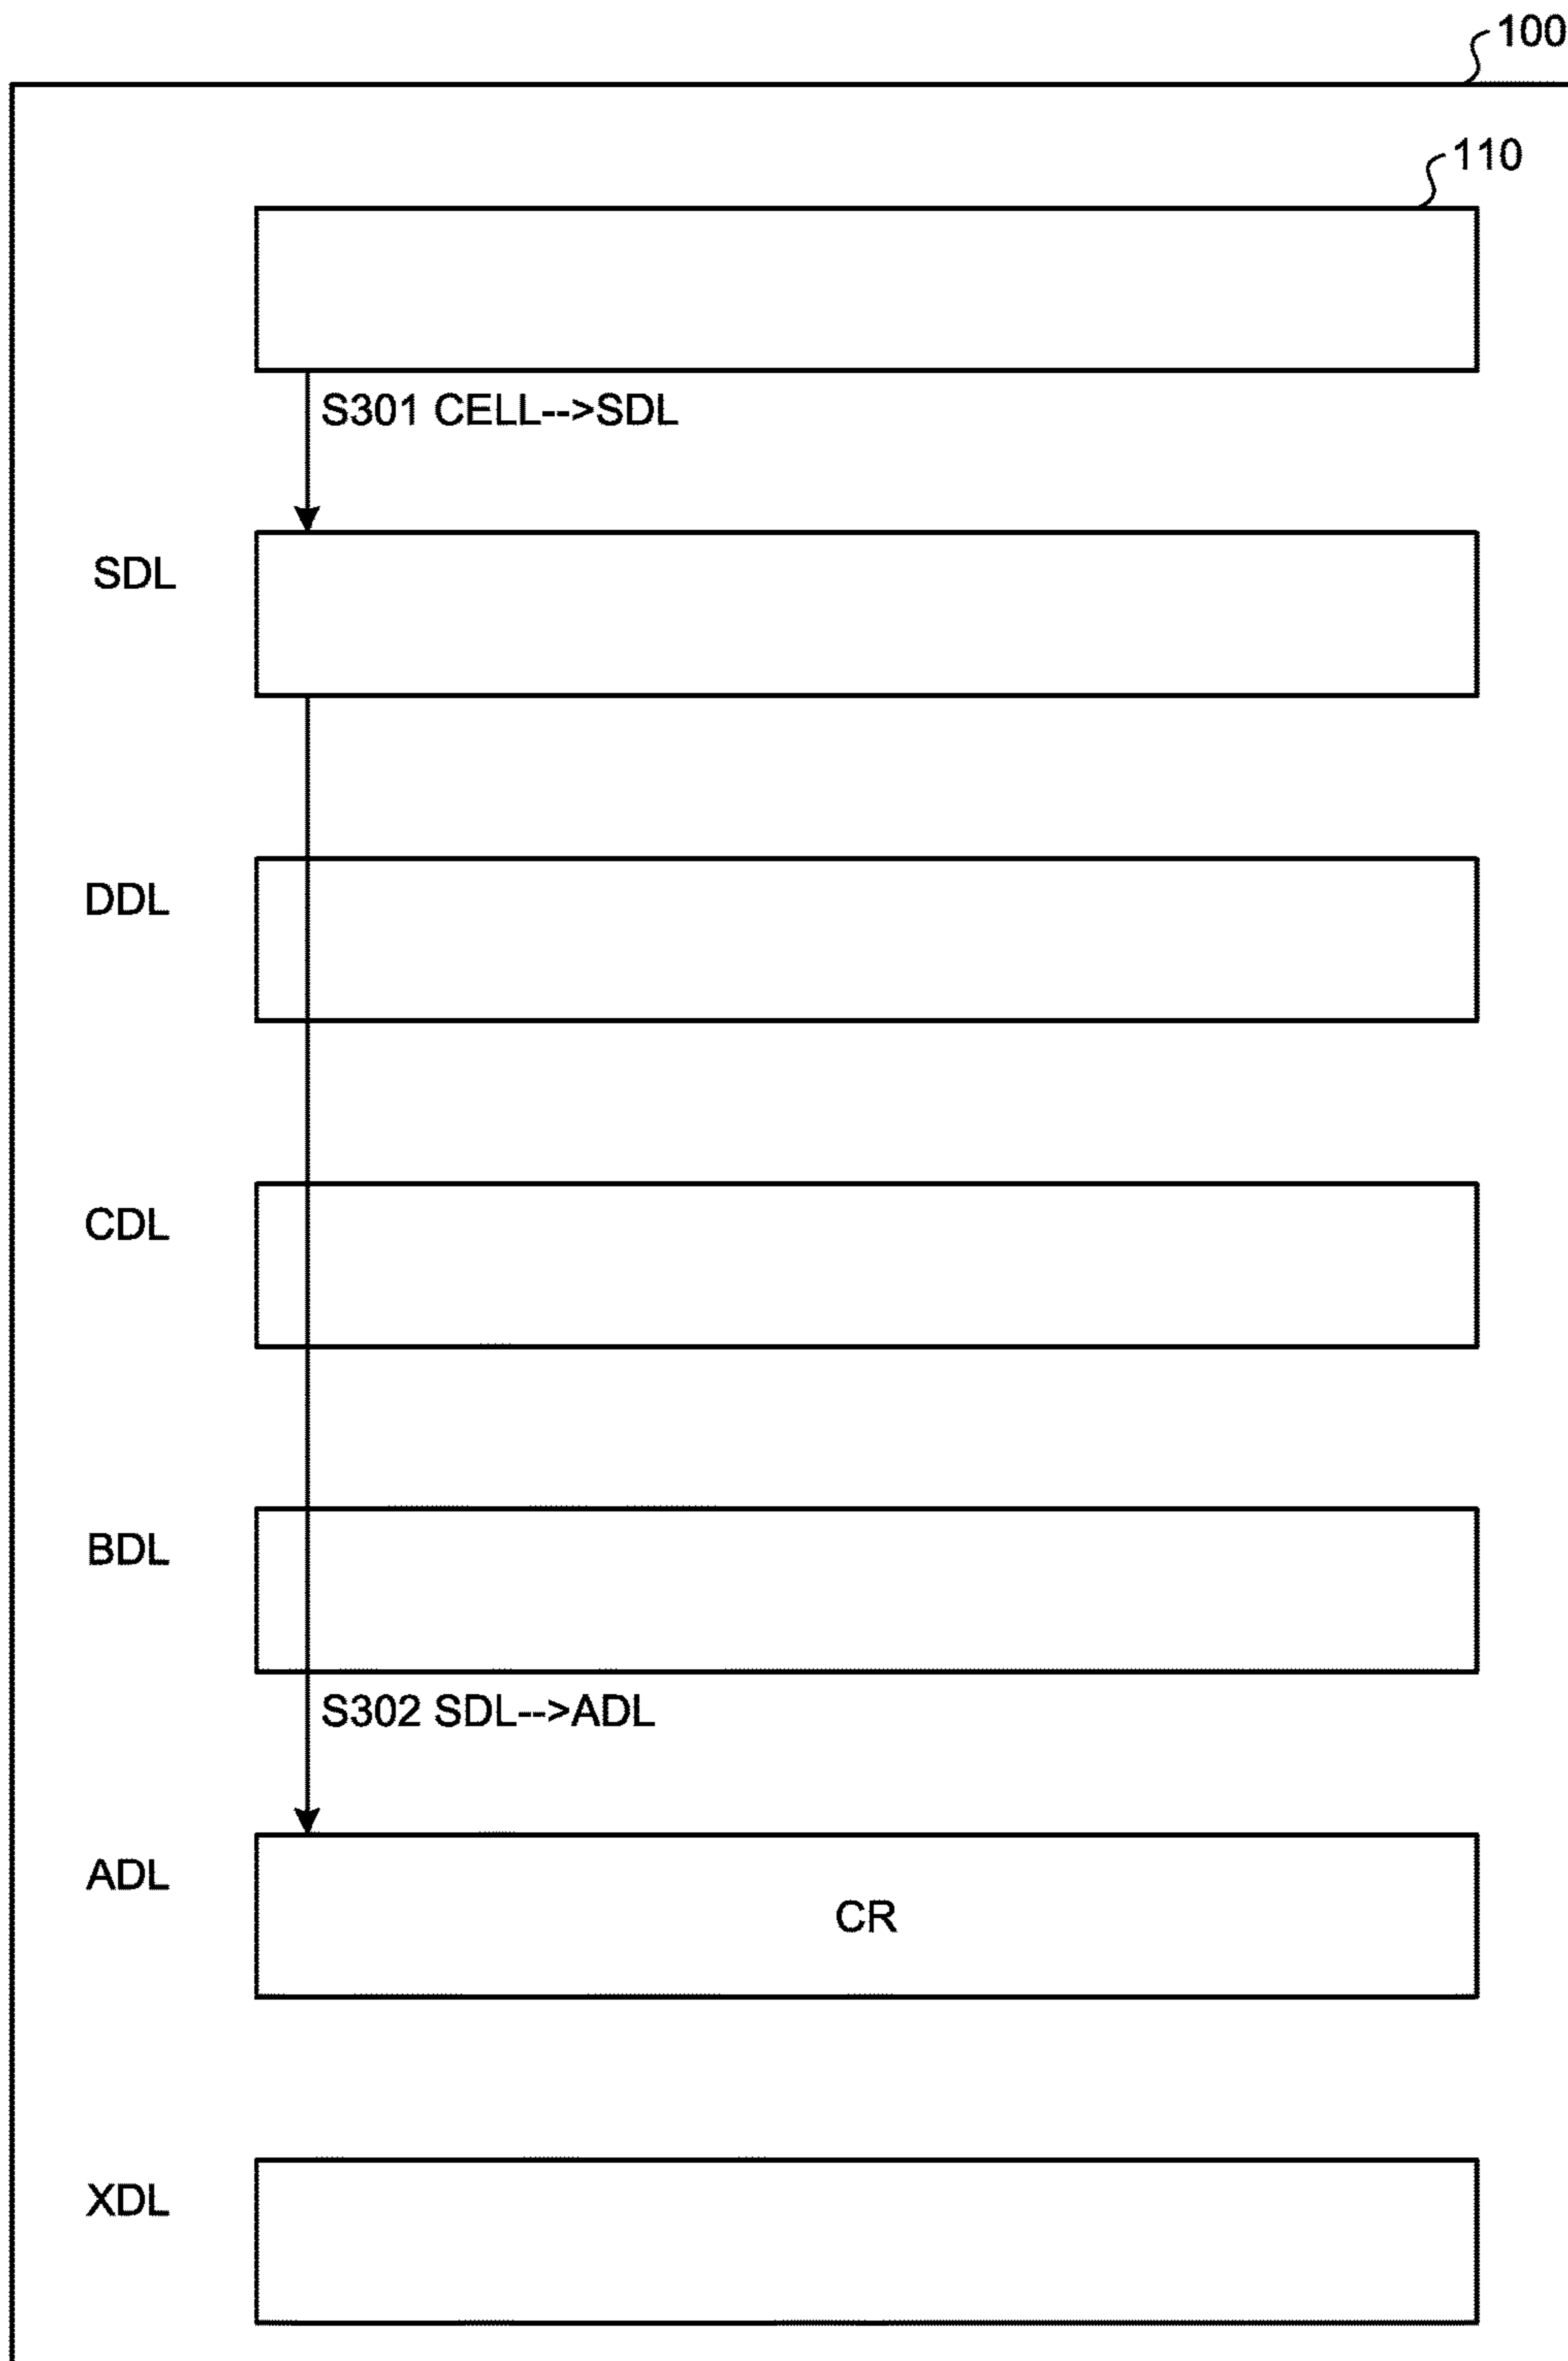 100
110
S301 CELL-->SDL
SDL
DDL
CDL
BDL
S302 SDL-->ADL
ADL
CR
XDL